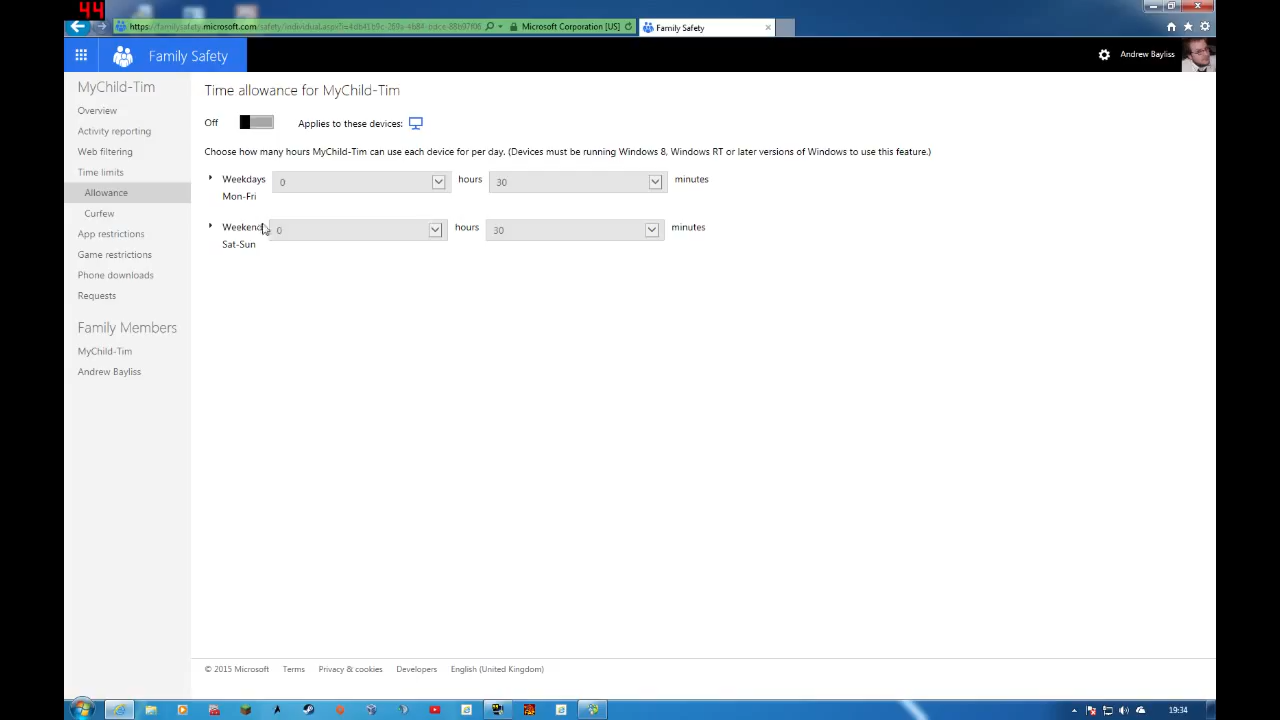 44
https://familysafety.microsoft.com/safety/individual.aspx?
Microsoft Corporation [US]
Family Safety
Family Safety
Andrew Bayliss
MyChild-Tim
Overview
Activity reporting
Web filtering
Time limits
Allowance
Curfew
App restrictions
Game restrictions
Phone downloads
Requests
Family Members
MyChild-Tim
Andrew Bayliss
Time allowance for MyChild-Tim
Off
Applies to these devices:
Choose how many hours MyChild-Tim can use each device for per day. (Devices must be running Windows 8, Windows RT or later versions of Windows to use this feature.)
Weekdays 0 hours 30 minutes
Mon-Fri
Weekend 0 hours 30 minutes
Sat-Sun
© 2015 Microsoft Terms Privacy & cookies Developers English (United Kingdom)
19:34